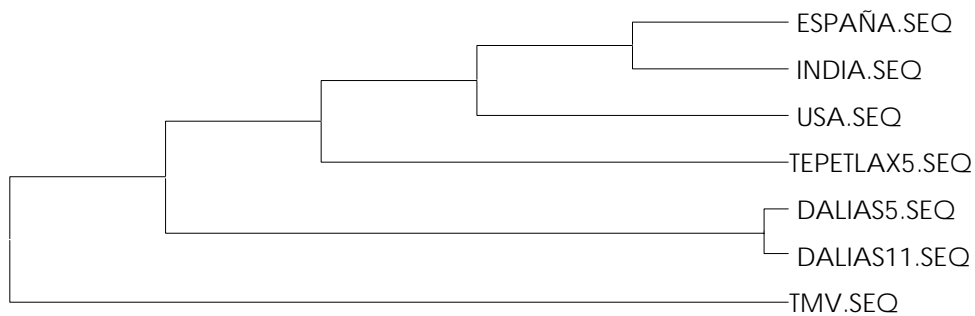 ESPAÑA.SEQ
INDIA.SEQ
USA.SEQ
TEPETLAX5.SEQ
DALIAS5.SEQ
DALIAS11.SEQ
TMV.SEQ